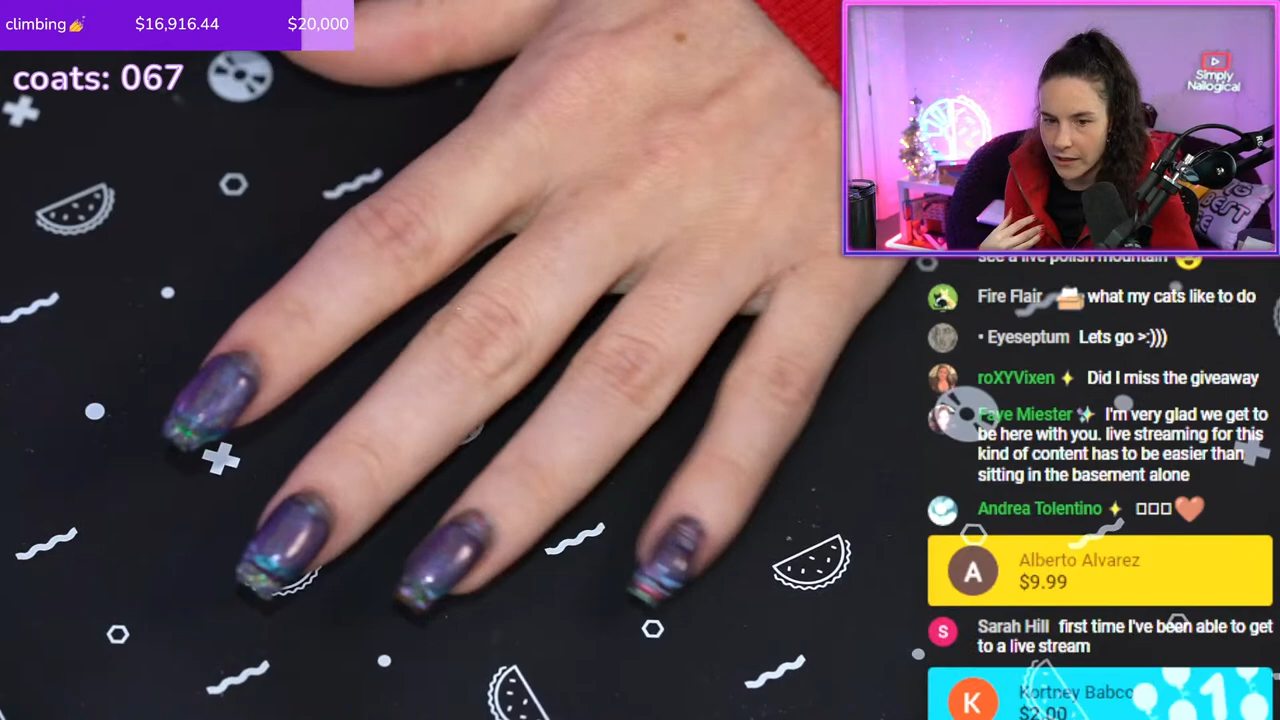 climbing💅 $16,916.44 $20,000
coats: 067
Simply
Nailogical
see a live polish mountain
Fire Flair what my cats like to do
• Eyeseptum Lets go >:)))
roXYVixen Did I miss the giveaway
Faye Miester I'm very glad we get to
be here with you. live streaming for this
kind of content has to be easier than
sitting in the basement alone
Andrea Tolentino
A Alberto Alvarez
$9.99
S Sarah Hill first time I've been able to get
to a live stream
K Kortney Babcc
$2.00
1